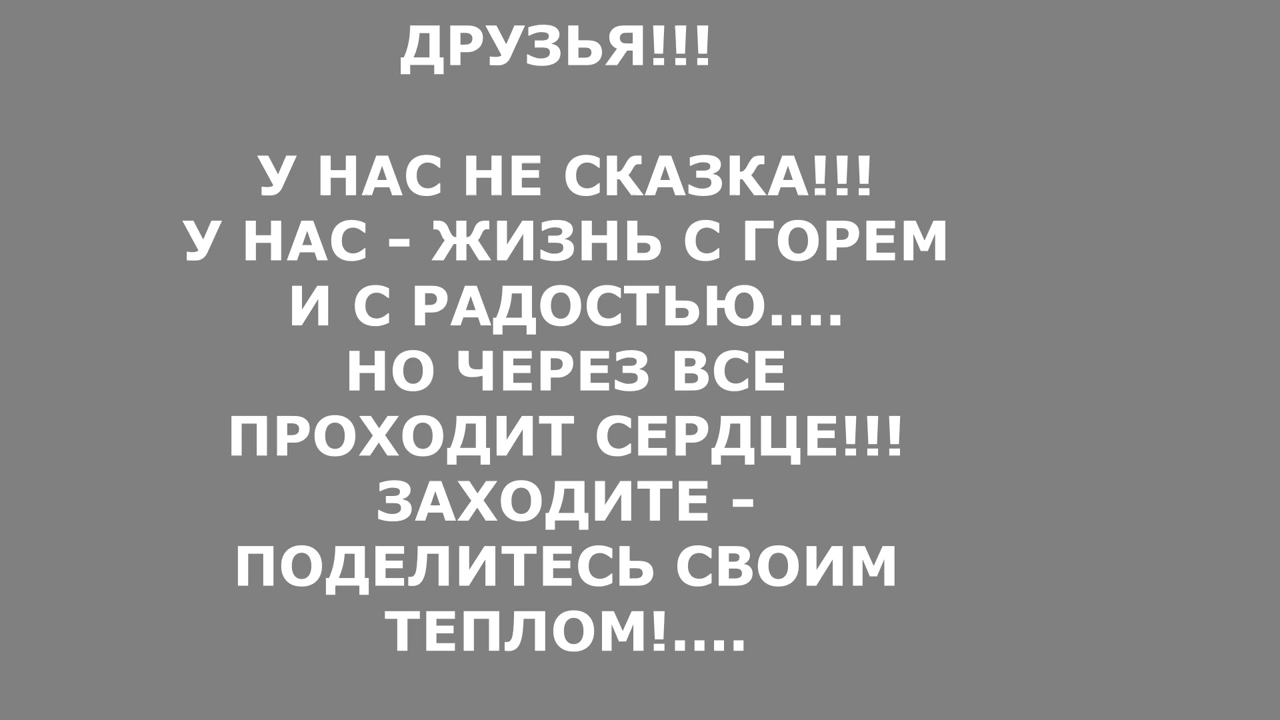 ДРУЗЬЯ!!!
У НАС НЕ СКАЗКА!!!
У НАС – ЖИЗНЬ С ГОРЕМ
И С РАДОСТЬЮ....
НО ЧЕРЕЗ ВСЕ
ПРОХОДИТ СЕРДЦЕ!!!
ЗАХОДИТЕ –
ПОДЕЛИТЕСЬ СВОИМ
ТЕПЛОМ!....